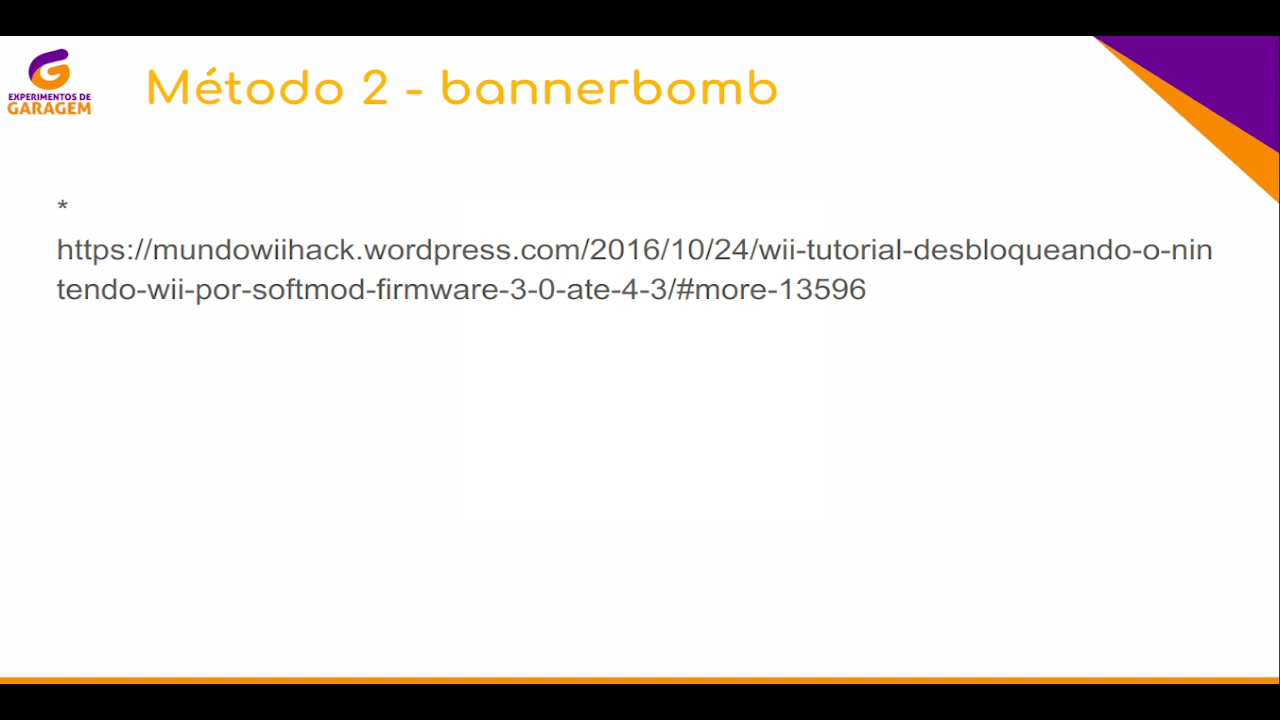 EXPERIMENTOS DE
GARAGEM
Método 2 - bannerbomb
*
https://mundowiihack.wordpress.com/2016/10/24/wii-tutorial-desbloqueando-o-nin
tendo-wii-por-softmod-firmware-3-0-ate-4-3/#more-13596